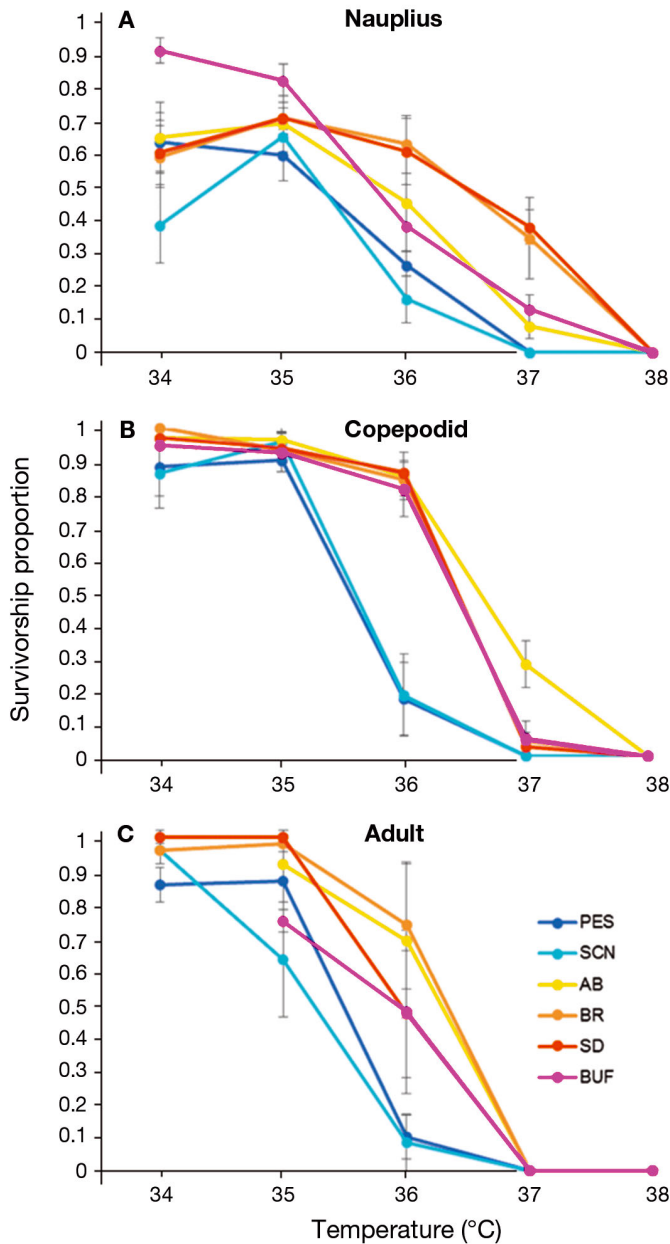 A
Nauplius
1
0.9
0.8
0.7
0.6
0.5
0.4
0.3
0.2
0.1
0
34 35 36 37 38
B
Copepodid
1
0.9
0.8
0.7
0.6
0.5
0.4
0.3
0.2
0.1
0
34 35 36 37 38
Survivorship proportion
C
Adult
1
0.9
0.8
0.7
0.6
0.5
0.4
0.3
0.2
0.1
0
PES
SCN
AB
BR
SD
BUF
34 35 36 37 38
Temperature (°C)